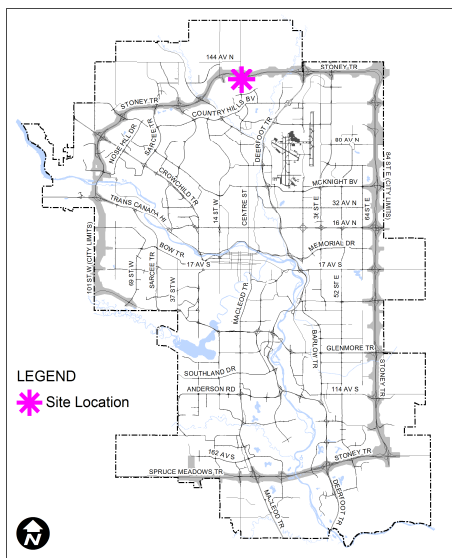 144 AV N
STONEY TR
STONEY TR
COUNTRY HILLS BV
SARCEE TR
NOSE HILL DR
DEERFOOT TR
80 AV N
CROWCHILD TR
84 ST E (CITY LIMITS)
MCKNIGHT BV
TRANS CANADA HI
14 ST W
CENTRE ST
36 ST E
32 AV N
64 ST E
16 AV N
MEMORIAL DR
BOW TR
17 AV S
17 AV S
101 ST W (CITY LIMITS)
69 ST W
SARCEE TR
37 ST W
52 ST E
MACLEOD TR
BARLOW TR
GLENMORE TR
STONEY TR
SOUTHLAND DR
LEGEND
ANDERSON RD
114 AV S
Site Location
162 AV S
STONEY TR
SPRUCE MEADOWS TR
MACLEOD TR
DEERFOOT TR
N